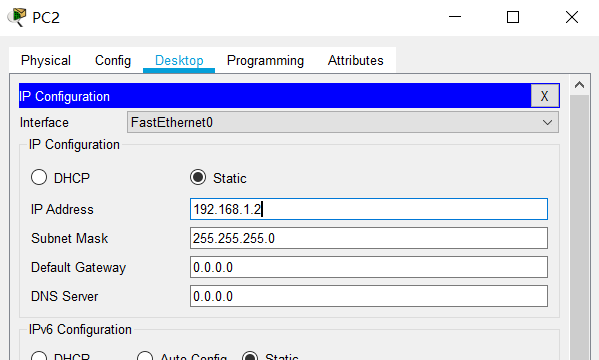 PC2
Physical Config Desktop Programming Attributes
IP Configuration X
Interface FastEthernet0
IP Configuration
DHCP Static
IP Address 192.168.1.2
Subnet Mask 255.255.255.0
Default Gateway 0.0.0.0
DNS Server 0.0.0.0
IPv6 Configuration
DHCP Auto Config Static